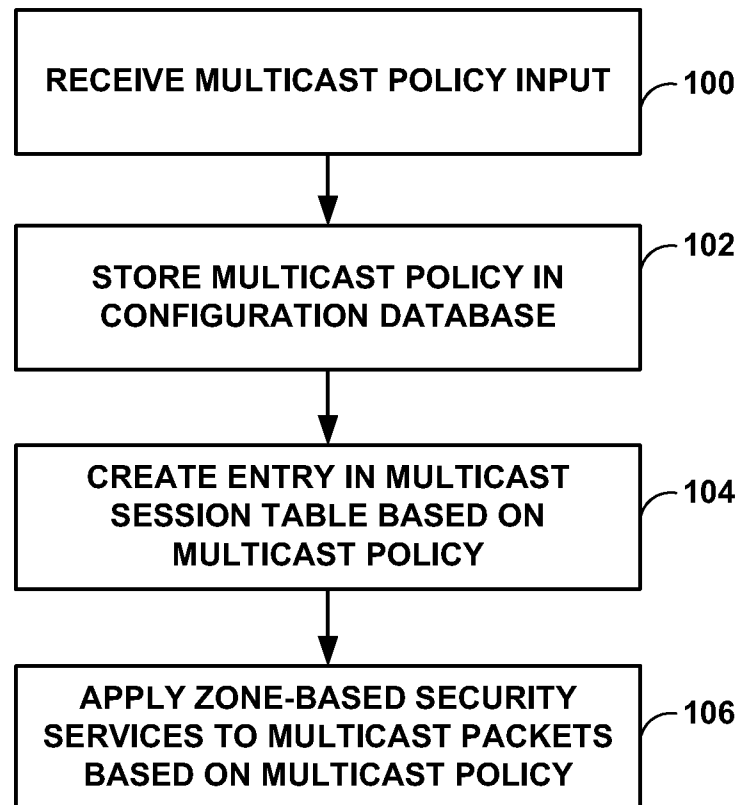 RECEIVE MULTICAST POLICY INPUT
100
STORE MULTICAST POLICY IN
CONFIGURATION DATABASE
102
CREATE ENTRY IN MULTICAST
SESSION TABLE BASED ON
MULTICAST POLICY
104
APPLY ZONE-BASED SECURITY
SERVICES TO MULTICAST PACKETS
BASED ON MULTICAST POLICY
106